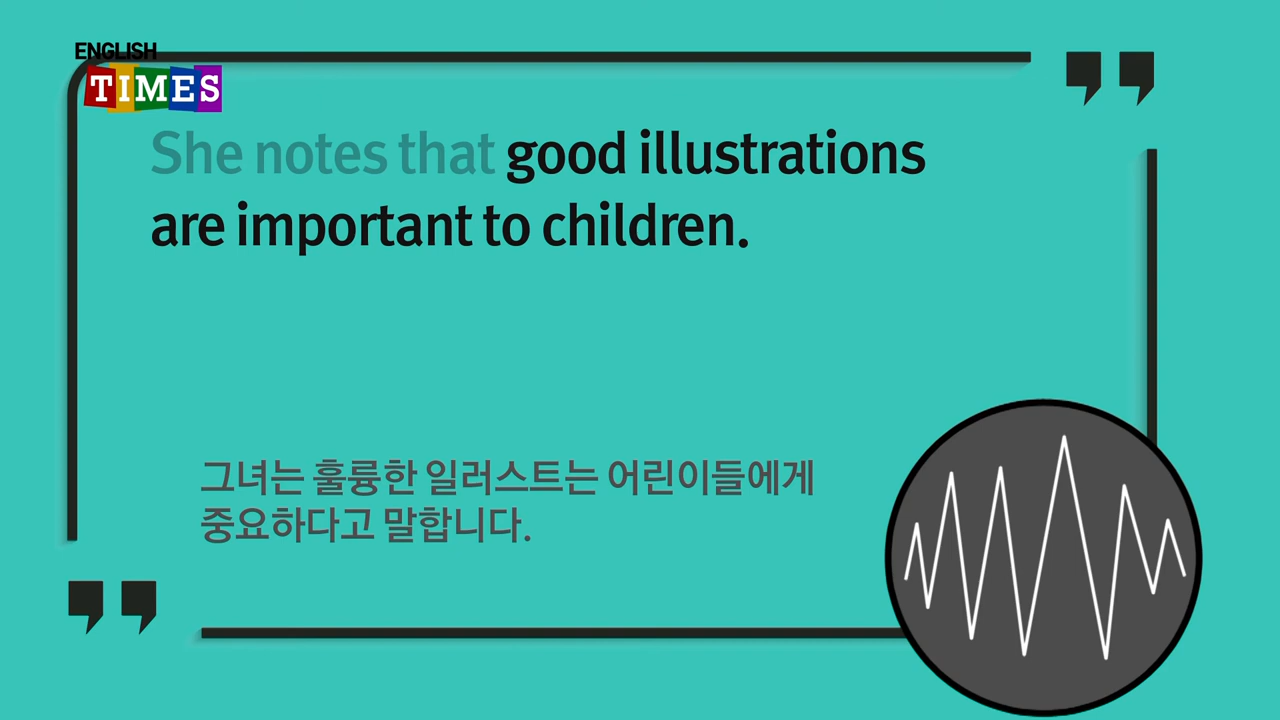 ENGLISH
TIMES
She notes that good illustrations
are important to children.
그녀는 훌륭한 일러스트는 어린이들에게
중요하다고 말합니다.